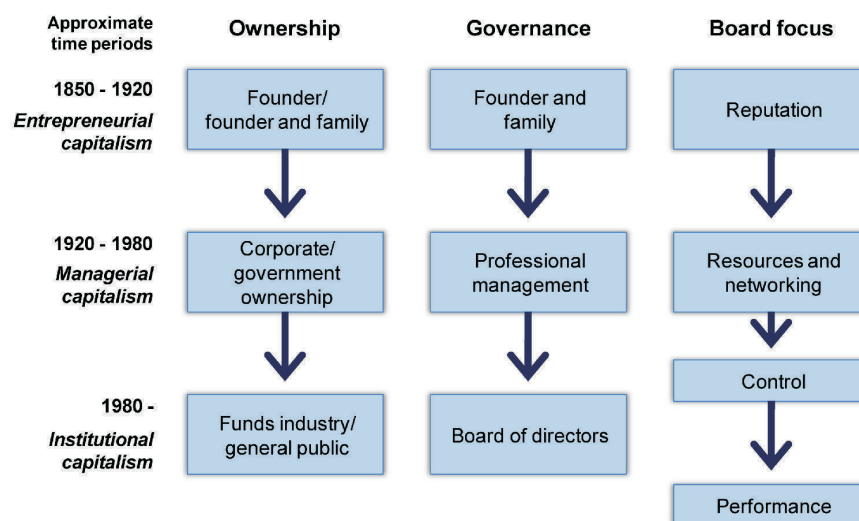 Approximate
time periods
Ownership
Governance
Board focus
1850 - 1920
Entrepreneurial
capitalism
Founder/
founder and family
Founder and
family
Reputation
1920 - 1980
Managerial
capitalism
Corporate/
government
ownership
Professional
management
Resources and
networking
Control
1980 -
Institutional
capitalism
Funds industry/
general public
Board of directors
Performance